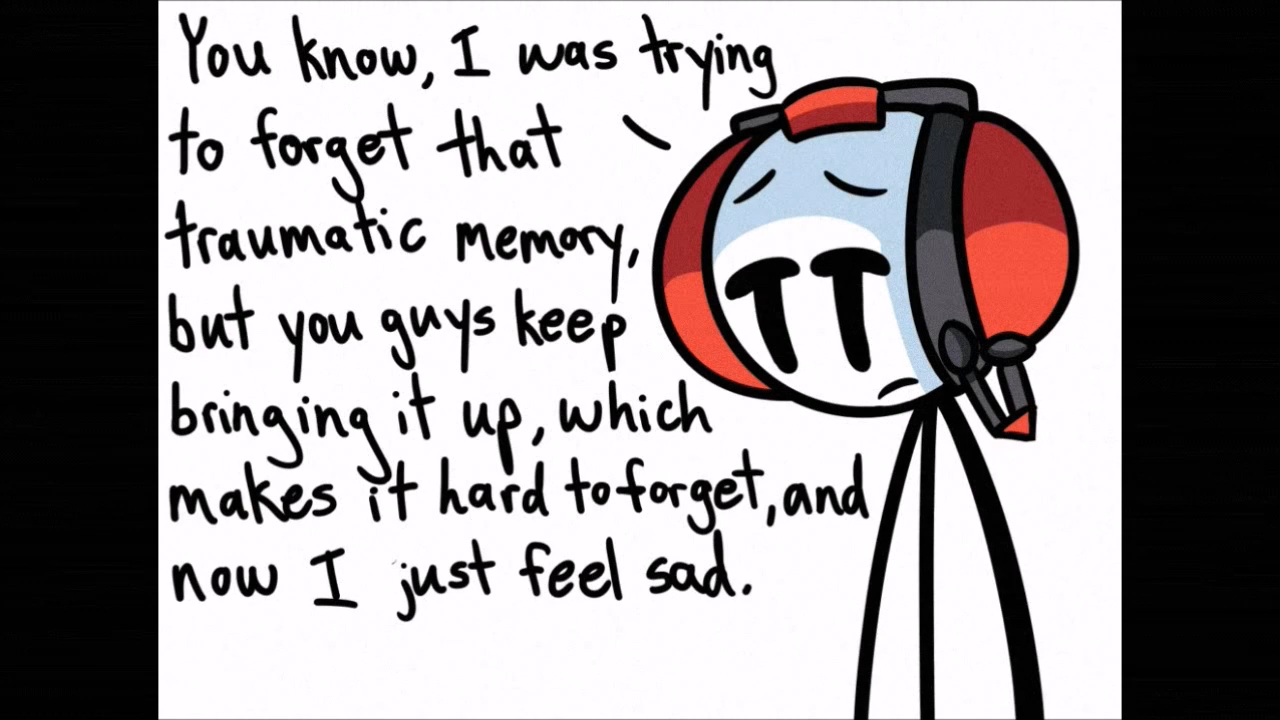 You know, I was trying
to forget that
traumatic memory,
but you guys keep
bringing it up, which
makes it hard to forget, and
now I just feel sad.